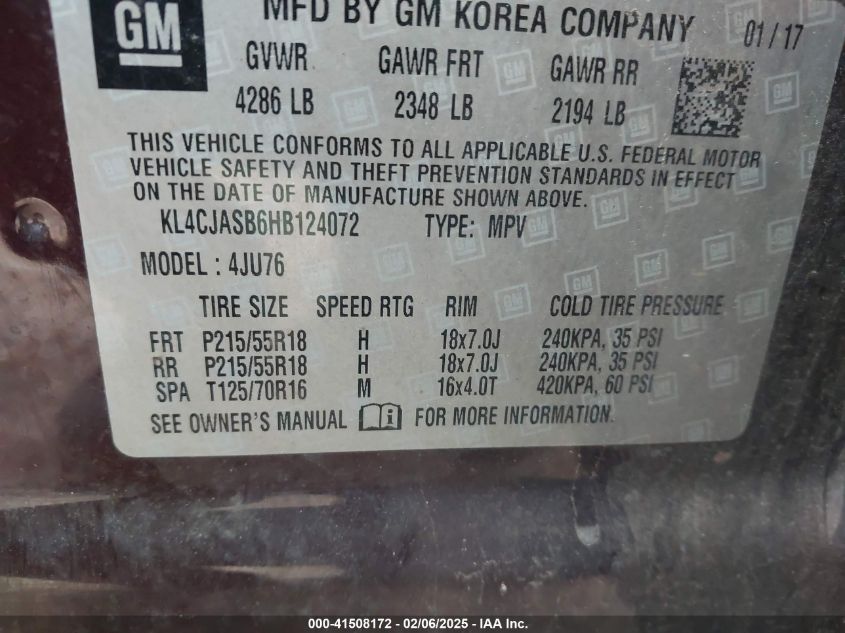 GM MFD BY GM KOREA COMPANY 01/17
GVWR GAWR FRT GAWR RR
4286 LB 2348 LB 2194 LB
THIS VEHICLE CONFORMS TO ALL APPLICABLE U.S. FEDERAL MOTOR
VEHICLE SAFETY AND THEFT PREVENTION STANDARDS IN EFFECT
ON THE DATE OF MANUFACTURE SHOWN ABOVE.
KL4CJASB6HB124072 TYPE: MPV
MODEL : 4JU76
TIRE SIZE SPEED RTG RIM COLD TIRE PRESSURE
FRT P215/55R18 H 18x7.0J 240KPA, 35 PSI
RR P215/55R18 H 18x7.0J 240KPA, 35 PSI
SPA T125/70R16 M 16x4.0T 420KPA, 60 PSI
SEE OWNER'S MANUAL i FOR MORE INFORMATION.
000-41508172 - 02/06/2025 - IAA Inc.